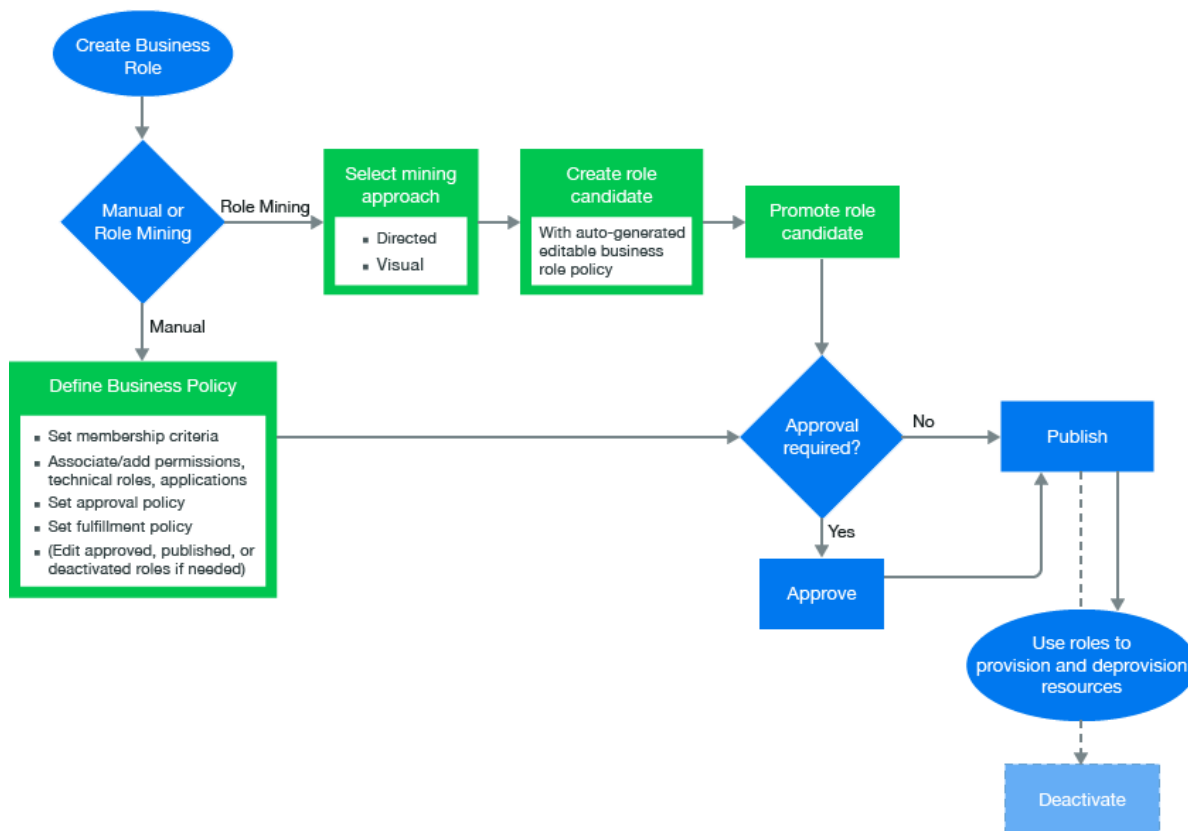 Create Business
Role
Manual or
Role Mining
Role Mining
Select mining
approach
▪ Directed
▪ Visual
Create role
candidate
With auto-generated
editable business
role policy
Promote role
candidate
Manual
Define Business Policy
▪ Set membership criteria
▪ Associate/add permissions,
technical roles, applications
▪ Set approval policy
▪ Set fulfillment policy
▪ (Edit approved, published, or
deactivated roles if needed)
Approval
required?
No
Publish
Yes
Approve
Use roles to
provision and deprovision
resources
Deactivate